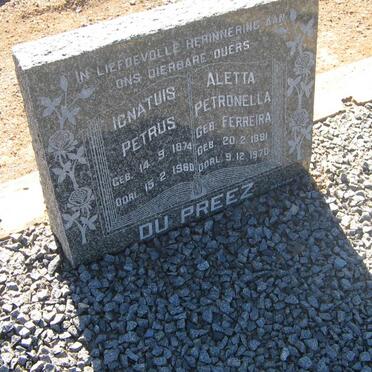 IN LIEFDEVOLLE HERINNERING AAN
ONS DIERBARE OUERS
IGNATUIS
PETRUS
GEB. 14.9.1874
OORL. 15.2.1960
ALETTA
PETRONELLA
GEB. FERREIRA
GEB. 20.2.1881
OORL. 9.12.1970
DU PREEZ